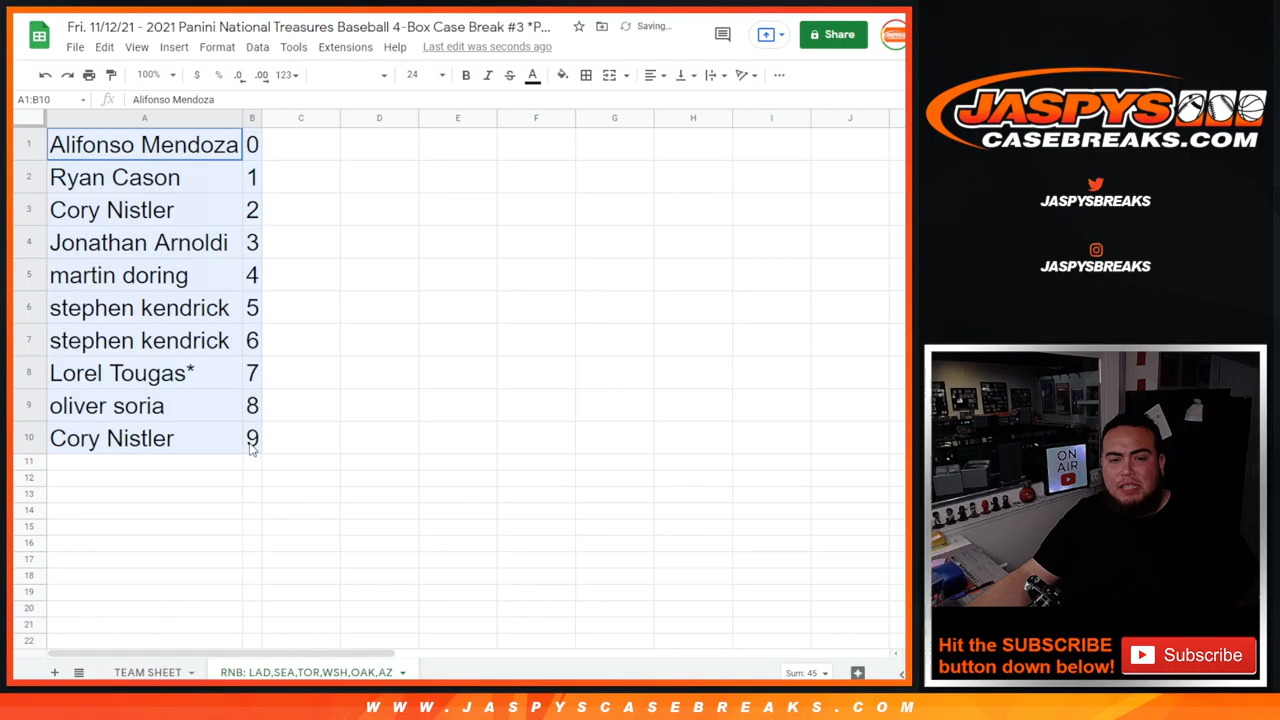 Fri. 11/12/21 - 2021 Panini National Treasures Baseball 4-Box Case Break #3 *P...
Saving...
Share
File Edit View Insert Format Data Tools Extensions Help Last edit was seconds ago
100% $ % .0 .00 123 24 B I S A
A1:B10 fx Alifonso Mendoza
A B C D E F G H I J
1 Alifonso Mendoza 0
2 Ryan Cason 1
3 Cory Nistler 2
4 Jonathan Arnoldi 3
5 martin doring 4
6 stephen kendrick 5
7 stephen kendrick 6
8 Lorel Tougas* 7
9 oliver soria 8
10 Cory Nistler 9
11
12
13
14
15
16
17
18
19
20
21
22
TEAM SHEET RNB: LAD,SEA,TOR,WSH,OAK,AZ Sum: 45
JASPYS
CASEBREAKS.COM
JASPYSBREAKS
JASPYSBREAKS
ON
AIR
Hit the SUBSCRIBE
button down below!
Subscribe
WWW.JASPYSCASEBREAKS.COM